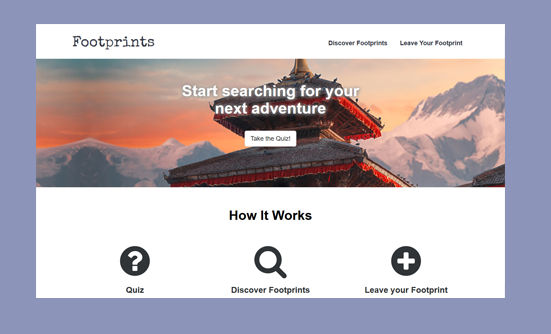 Footprints
Discover Footprints Leave Your Footprint
Start searching for your
next adventure
Take the Quiz!
How It Works
Quiz Discover Footprints Leave your Footprint